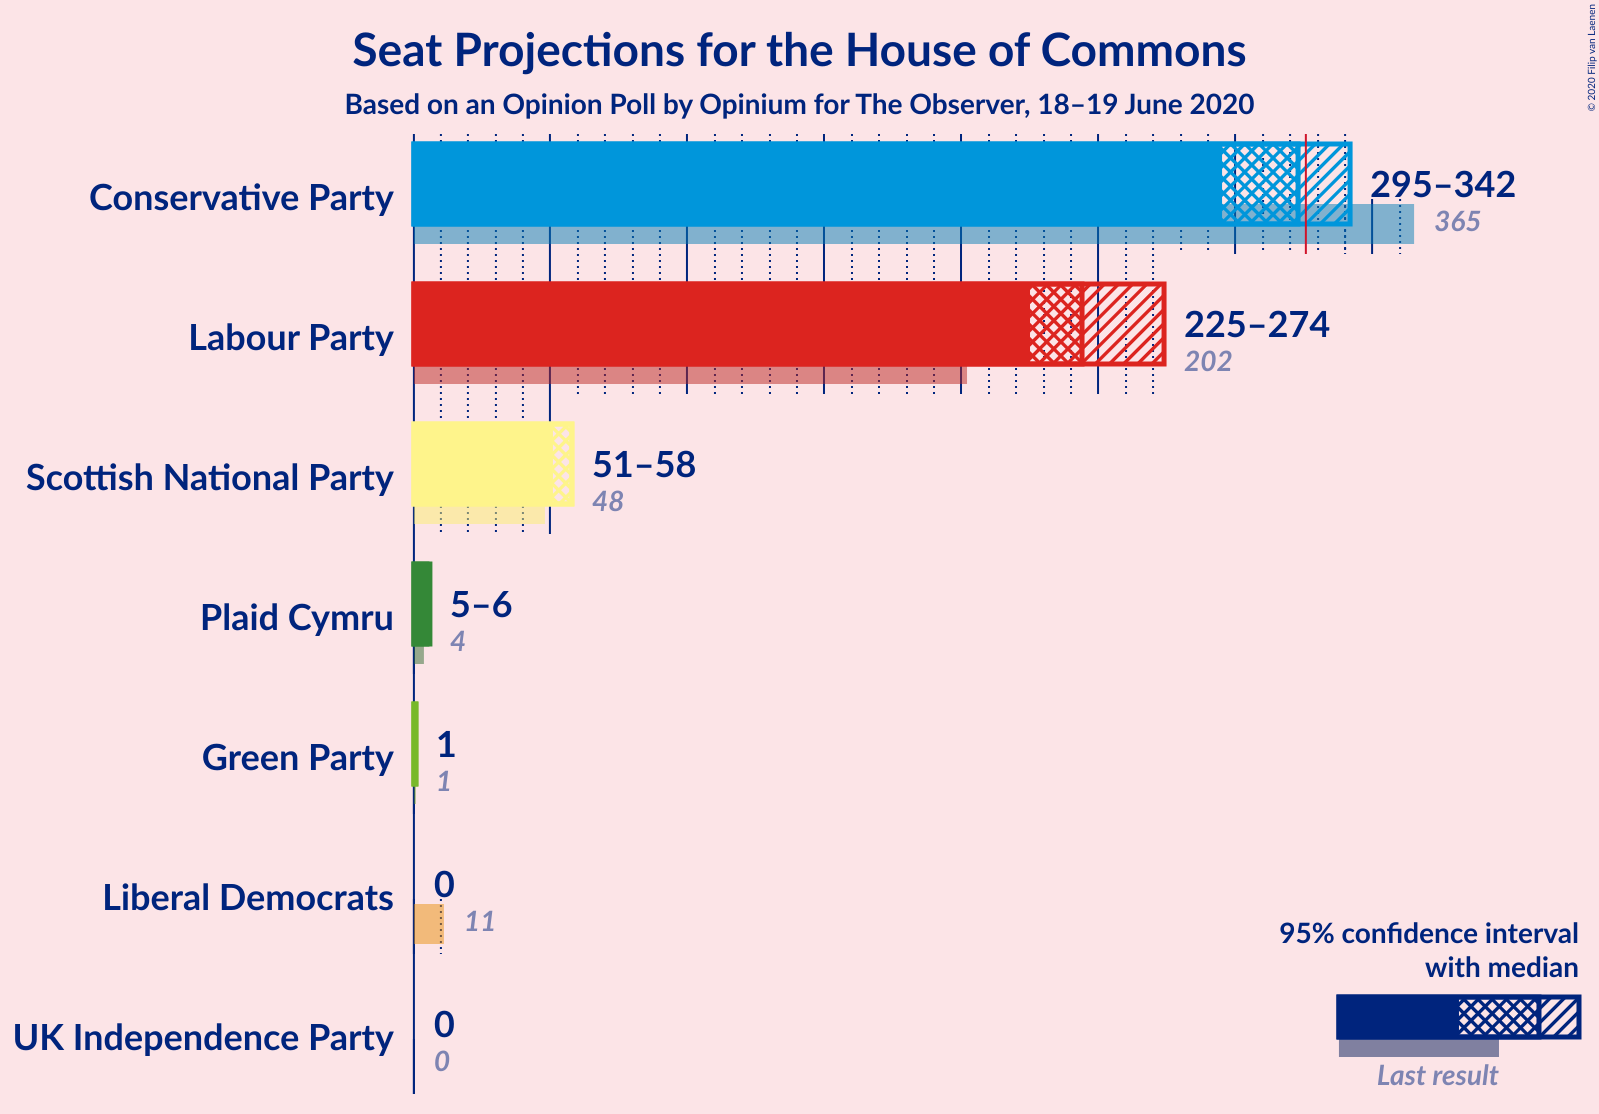 Seat Projections for the House of Commons
Based on an Opinion Poll by Opinium for The Observer, 18–19 June 2020
© 2020 Filip van Laenen
Conservative Party
295–342
365
Labour Party
225–274
202
Scottish National Party
51–58
48
Plaid Cymru
5–6
4
Green Party
1
1
Liberal Democrats
0
11
UK Independence Party
0
0
95% confidence interval
with median
Last result